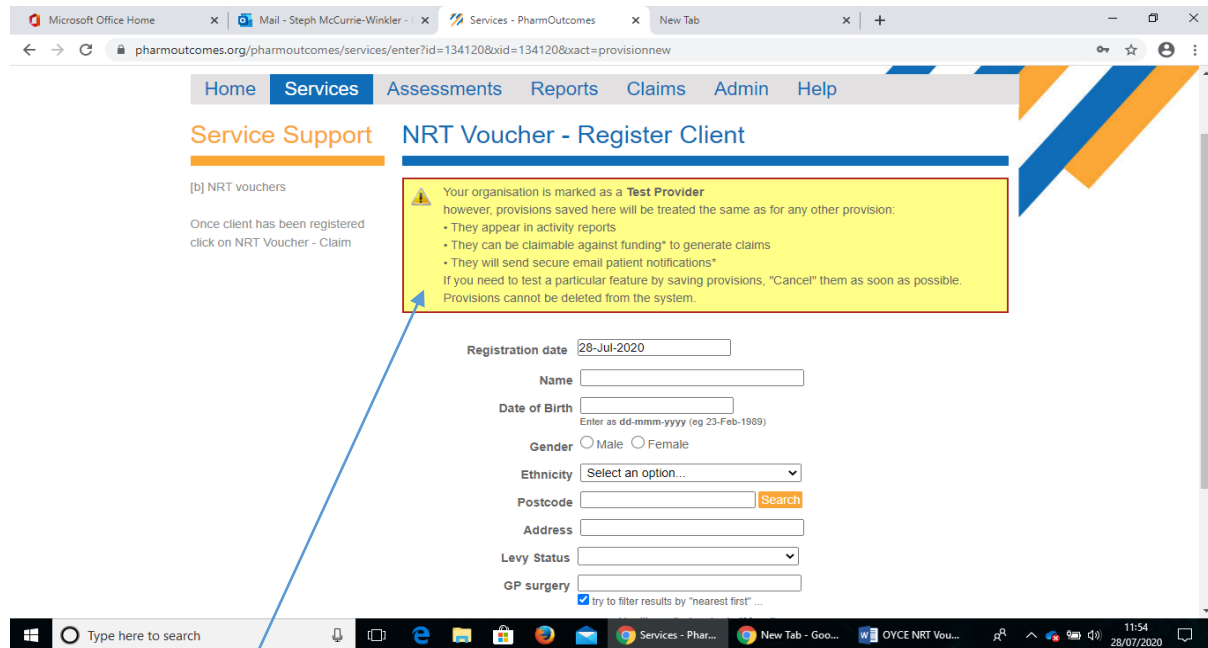 Microsoft Office Home
Mail - Steph McCurrie-Winkler -
Services - PharmOutcomes
New Tab
pharmoutcomes.org/pharmoutcomes/services/enter?id=134120&xid=134120&xact=provisionnew
Home Services Assessments Reports Claims Admin Help
Service Support
NRT Voucher - Register Client
[b] NRT vouchers
Once client has been registered
click on NRT Voucher - Claim
Your organisation is marked as a Test Provider
however, provisions saved here will be treated the same as for any other provision:
• They appear in activity reports
• They can be claimable against funding* to generate claims
• They will send secure email patient notifications*
If you need to test a particular feature by saving provisions, "Cancel" them as soon as possible.
Provisions cannot be deleted from the system.
Registration date 28-Jul-2020
Name
Date of Birth
Enter as dd-mmm-yyyy (eg 23-Feb-1989)
Gender Male Female
Ethnicity Select an option...
Postcode Search
Address
Levy Status
GP surgery
try to filter results by "nearest first" ...
Type here to search
Services - Phar...
New Tab - Goo...
OYCE NRT Vou...
11:54
28/07/2020